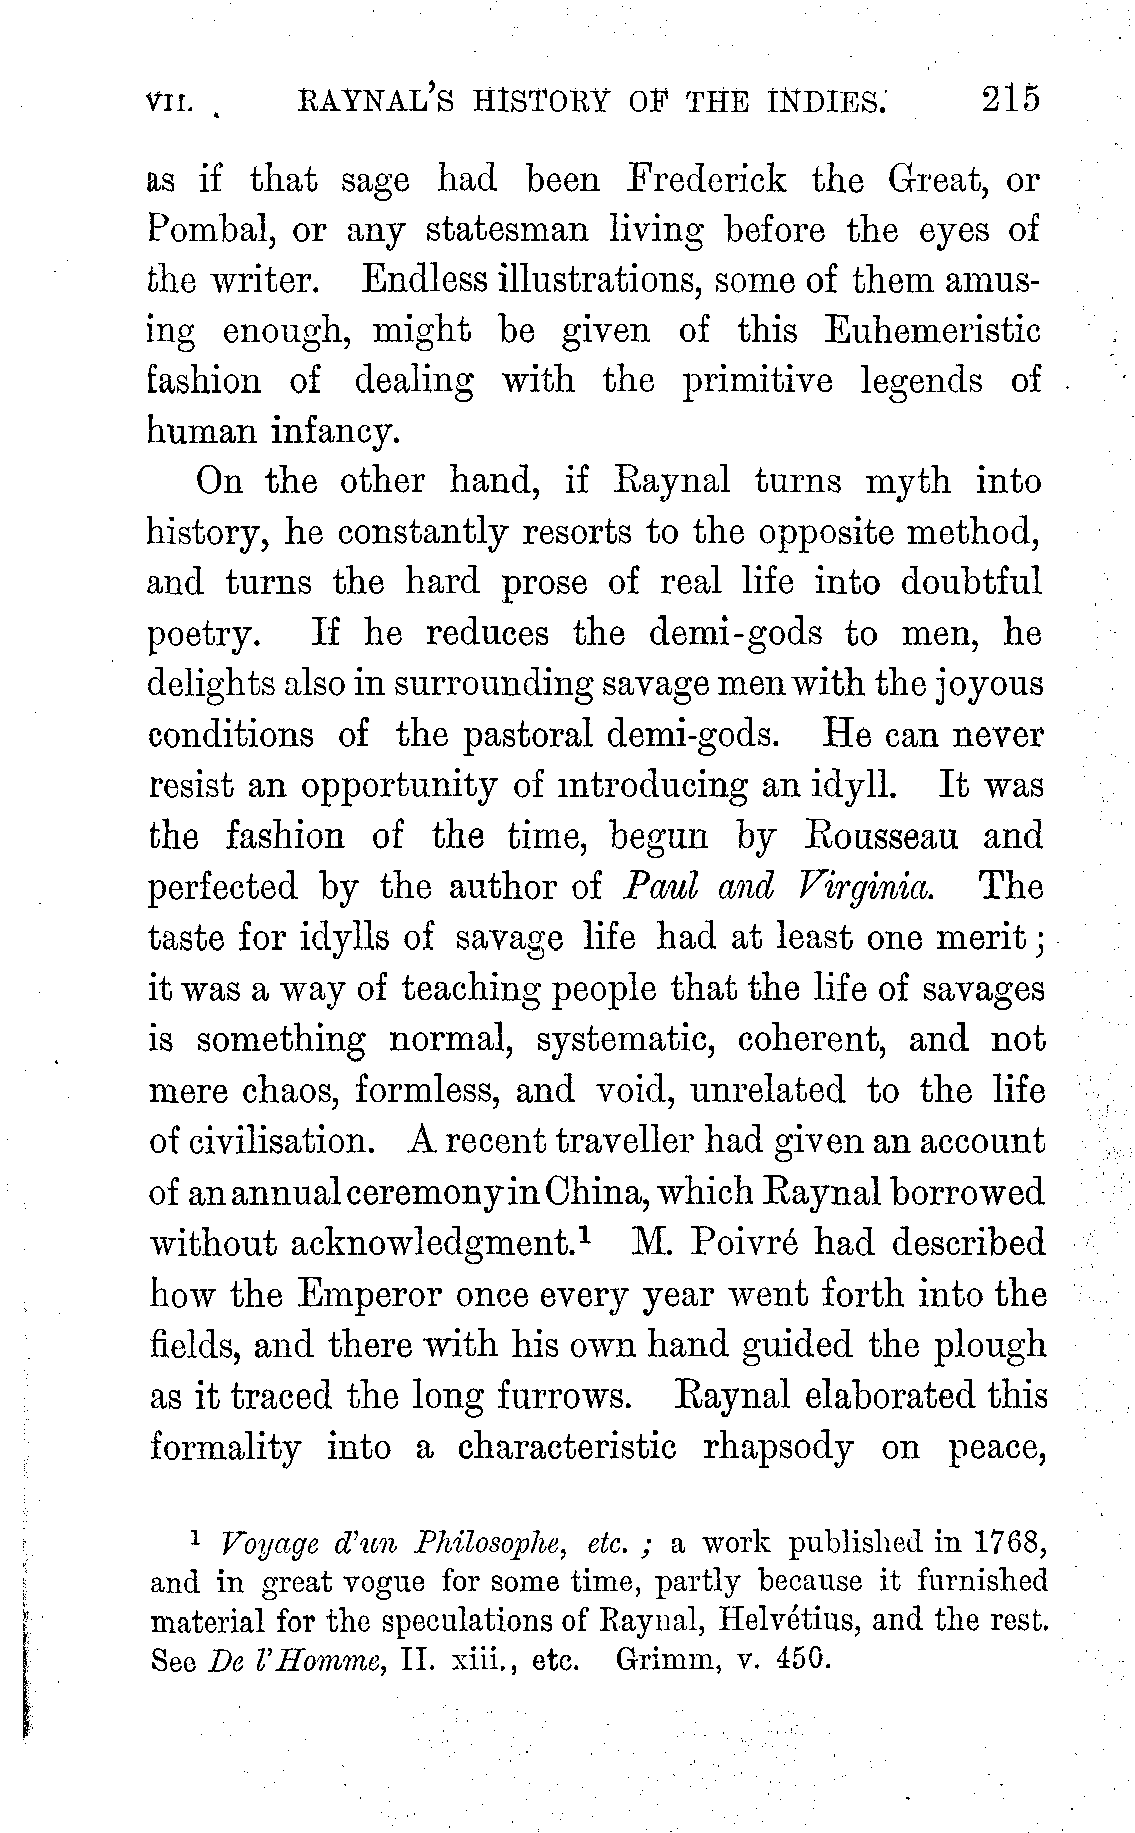 VII. RAYNAL'S HISTORY OF THE INDIES. 215
as if that sage had been Frederick the Great, or
Pombal, or any statesman living before the eyes of
the writer. Endless illustrations, some of them amus-
ing enough, might be given of this Euhemeristic
fashion of dealing with the primitive legends of
human infancy.
On the other hand, if Raynal turns myth into
history, he constantly resorts to the opposite method,
and turns the hard prose of real life into doubtful
poetry. If he reduces the demi-gods to men, he
delights also in surrounding savage men with the joyous
conditions of the pastoral demi-gods. He can never
resist an opportunity of introducing an idyll. It was
the fashion of the time, begun by Rousseau and
perfected by the author of Paul and Virginia. The
taste for idylls of savage life had at least one merit;
it was a way of teaching people that the life of savages
is something normal, systematic, coherent, and not
mere chaos, formless, and void, unrelated to the life
of civilisation. A recent traveller had given an account
of an annual ceremony in China, which Raynal borrowed
without acknowledgment.¹ M. Poivré had described
how the Emperor once every year went forth into the
fields, and there with his own hand guided the plough
as it traced the long furrows. Raynal elaborated this
formality into a characteristic rhapsody on peace,
¹ Voyage d'un Philosophe, etc. ; a work published in 1768,
and in great vogue for some time, partly because it furnished
material for the speculations of Raynal, Helvétius, and the rest.
See De l'Homme, II. xiii., etc. Grimm, v. 450.